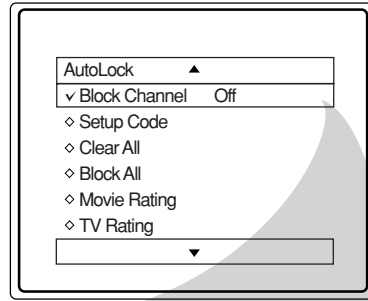 AutoLock ▲
✓ Block Channel Off
◇ Setup Code
◇ Clear All
◇ Block All
◇ Movie Rating
◇ TV Rating
▼